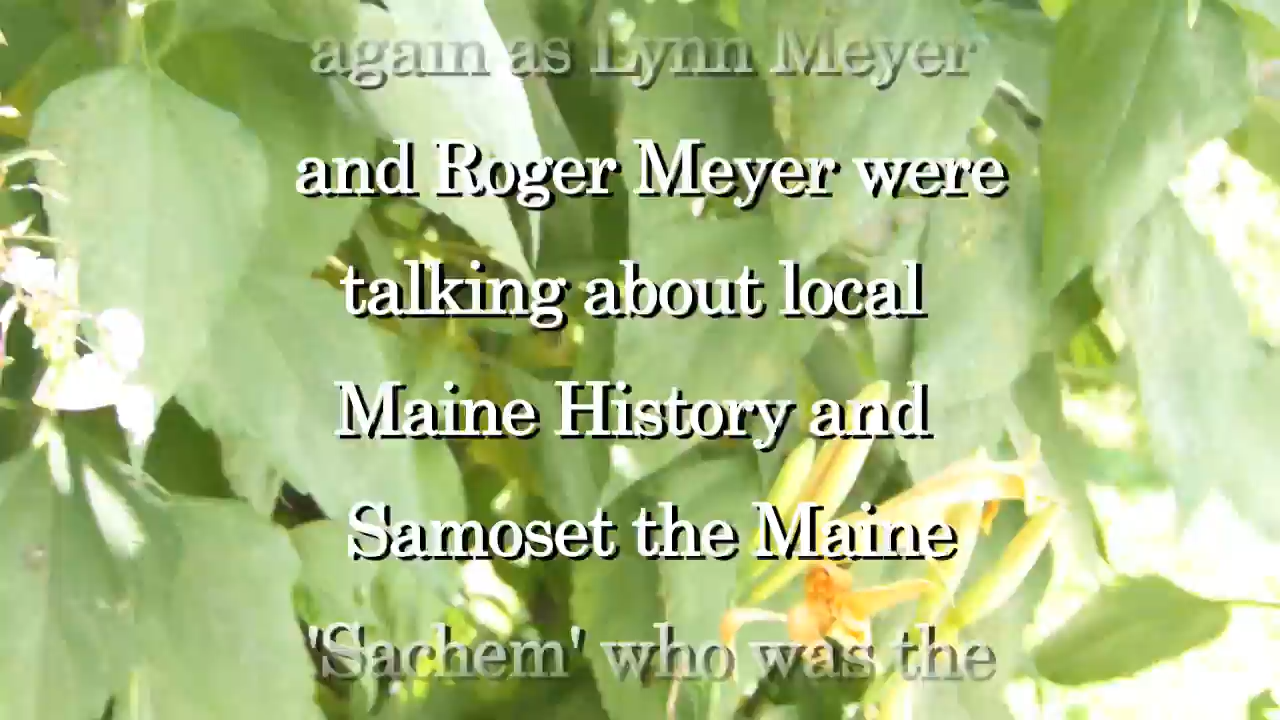 again as Lynn Meyer
and Roger Meyer were
talking about local
Maine History and
Samoset the Maine
'Sachem' who was the